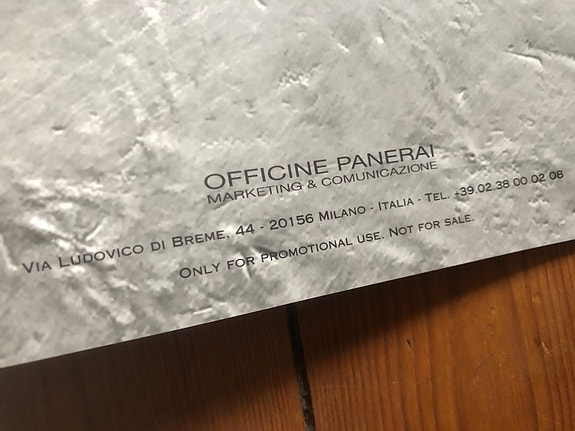 OFFICINE PANERAI
MARKETING & COMUNICAZIONE
VIA LUDOVICO DI BREME, 44 - 20156 MILANO - ITALIA - TEL. +39.02.38 00 02 08
ONLY FOR PROMOTIONAL USE. NOT FOR SALE.